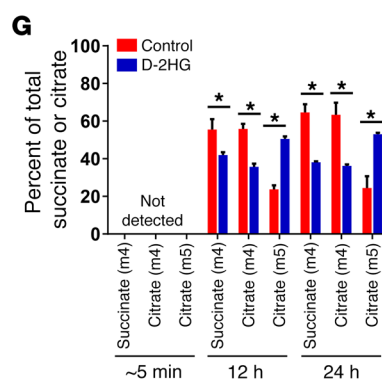 G
Percent of total
succinate or citrate
100
80
60
40
20
0
Control
D-2HG
Not
detected
* * * * * *
Succinate (m4)
Citrate (m4)
Citrate (m5)
Succinate (m4)
Citrate (m4)
Citrate (m5)
Succinate (m4)
Citrate (m4)
Citrate (m5)
~5 min
12 h
24 h